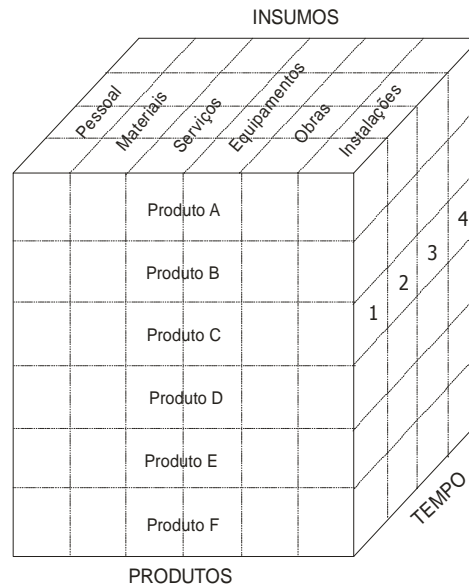 INSUMOS
Pessoal
Materiais
Serviços
Equipamentos
Obras
Instalações
Produto A
Produto B
Produto C
Produto D
Produto E
Produto F
1
2
3
4
TEMPO
PRODUTOS